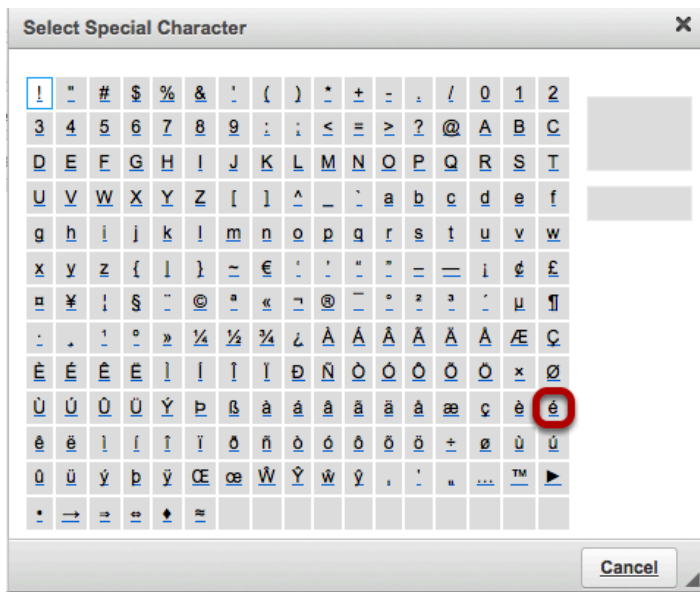 Select Special Character ×
! " # $ % & ' ( ) * + - . / 0 1 2
3 4 5 6 7 8 9 : ; < = > ? @ A B C
D E F G H I J K L M N O P Q R S T
U V W X Y Z [ ] ^ _ ` a b c d e f
g h i j k l m n o p q r s t u v w
x y z { | } ~ € ‘ ’ “ ” – — ¡ ¢ £
¤ ¥ ¦ § ¨ © ª « ¬ ® ¯ ° ² ³ ´ µ ¶
· ¸ ¹ º » ¼ ½ ¾ ¿ À Á Â Ã Ä Å Æ Ç
È É Ê Ë Ì Í Î Ï Ð Ñ Ò Ó Ô Õ Ö × Ø
Ù Ú Û Ü Ý Þ ß à á â ã ä å æ ç è é
ê ë ì í î ï ð ñ ò ó ô õ ö ÷ ø ù ú
û ü ý þ ÿ Œ œ Ŵ Ŷ ŵ ŷ ‚ ‛ „ … ™ ►
• → ⇒ ⇔ ♦ ≈
Cancel